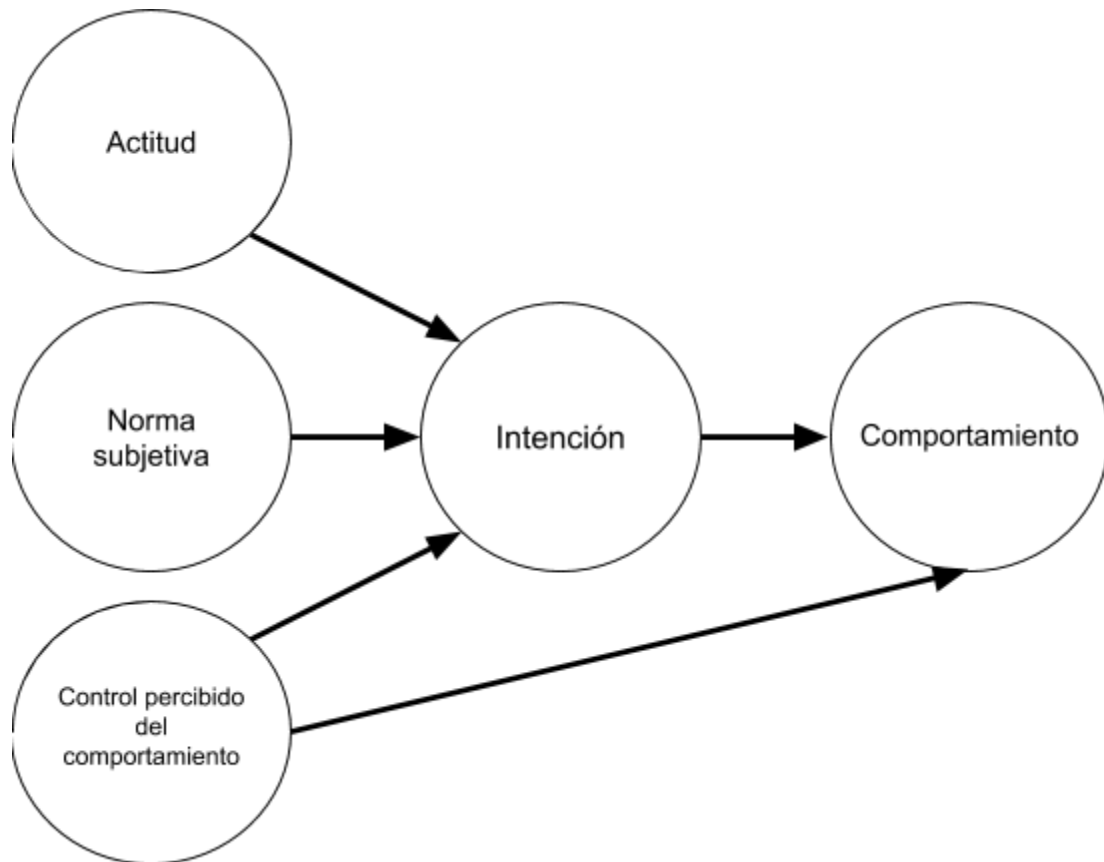 Actitud
Norma
subjetiva
Intención
Comportamiento
Control percibido
del
comportamiento